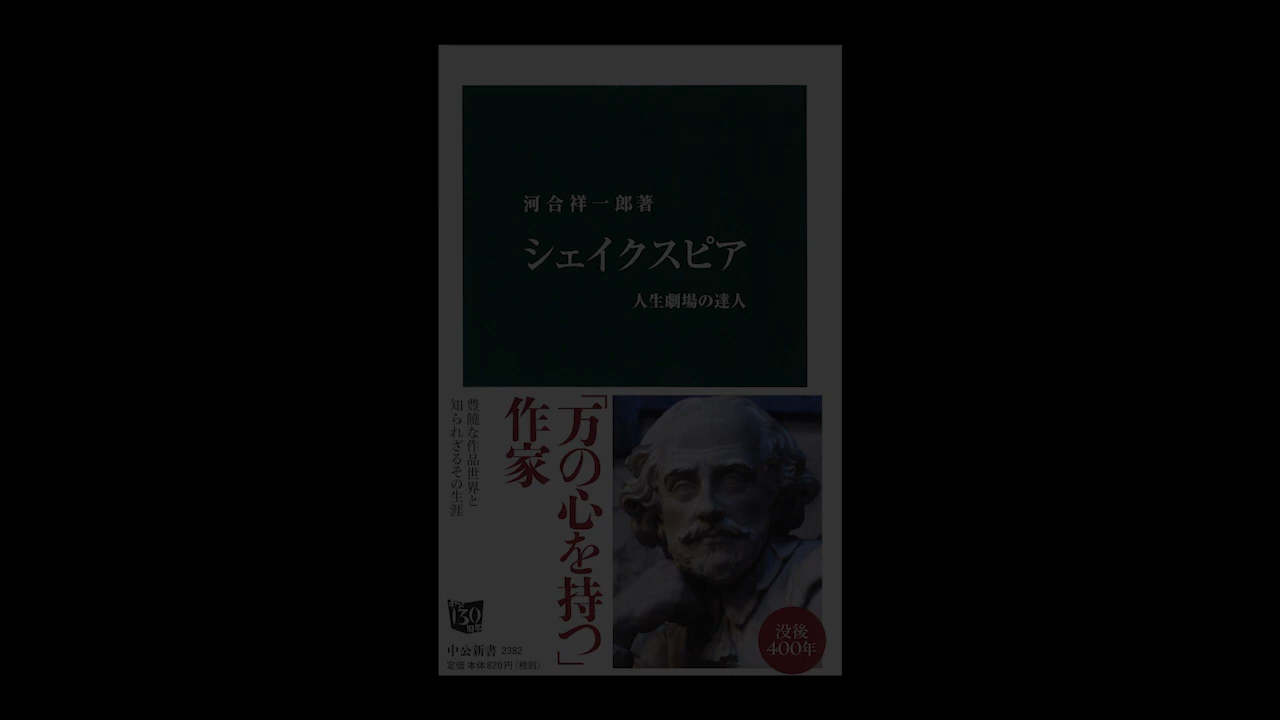 河合祥一郎著
シェイクスピア
人生劇場の達人
「万の心を持つ」
作家
豊饒な作品世界と
知られざるその生涯
没後
400年
130
中公新書 2382
定価 本体820円(税別)